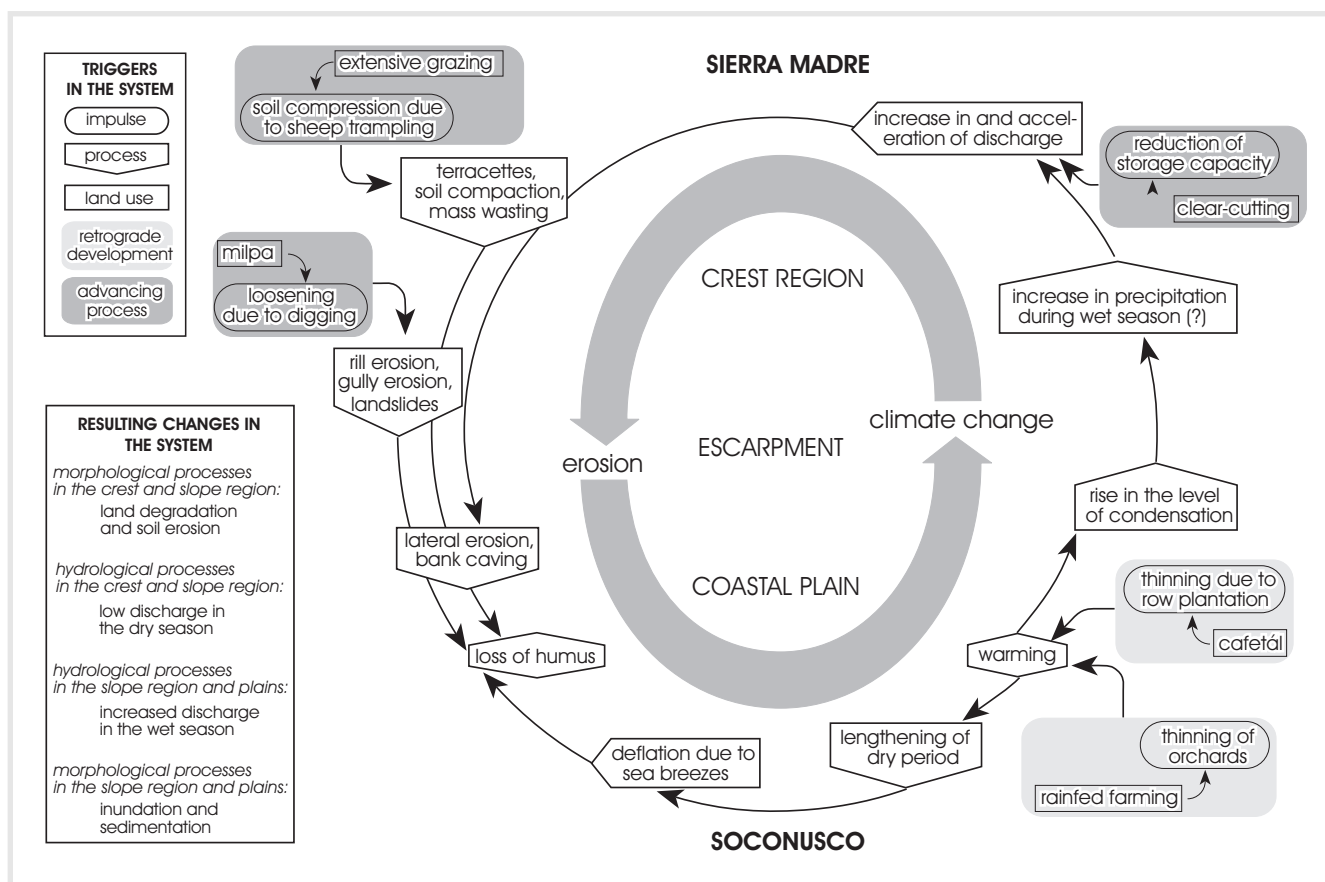 TRIGGERS
IN THE SYSTEM
impulse
process
land use
retrograde
development
advancing
process
RESULTING CHANGES IN
THE SYSTEM
morphological processes
in the crest and slope region:
land degradation
and soil erosion
hydrological processes
in the crest and slope region:
low discharge in
the dry season
hydrological processes
in the slope region and plains:
increased discharge
in the wet season
morphological processes
in the slope region and plains:
inundation and
sedimentation
extensive grazing
soil compression due
to sheep trampling
terracettes,
soil compaction,
mass wasting
milpa
loosening
due to digging
rill erosion,
gully erosion,
landslides
lateral erosion,
bank caving
loss of humus
deflation due to
sea breezes
SIERRA MADRE
CREST REGION
ESCARPMENT
COASTAL PLAIN
erosion
climate change
SOCONUSCO
increase in and accel-
eration of discharge
reduction of
storage capacity
clear-cutting
increase in precipitation
during wet season (?)
rise in the level
of condensation
thinning due to
row plantation
cafetál
warming
lengthening of
dry period
thinning of
orchards
rainfed farming